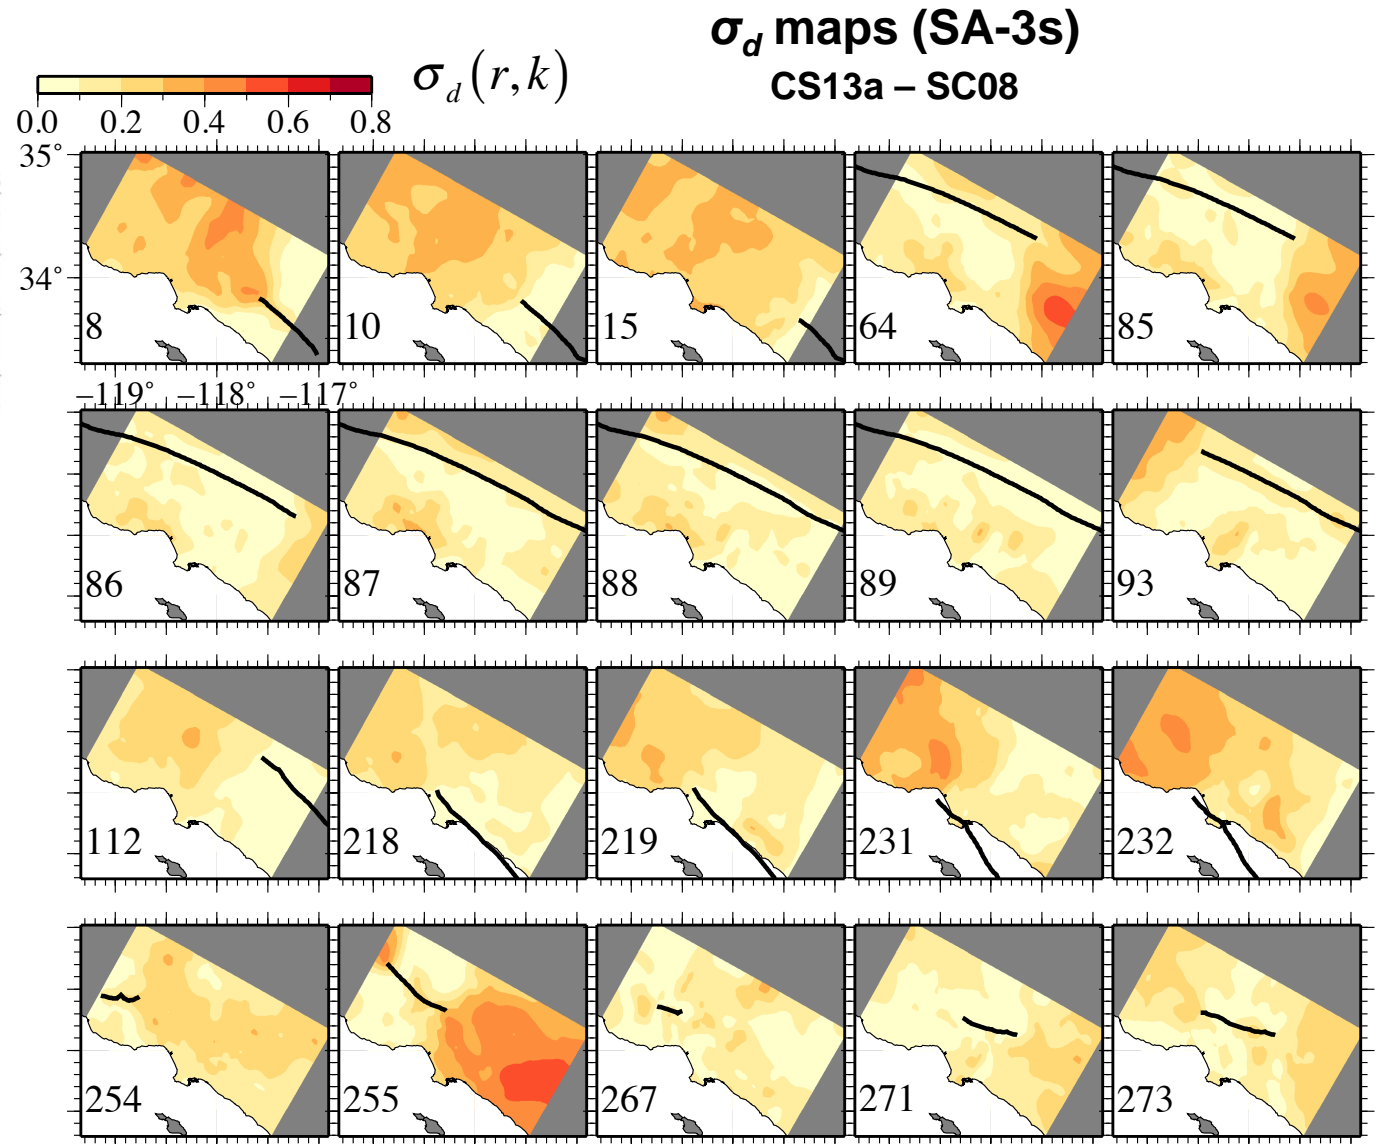 σd maps (SA-3s)
CS13a – SC08
σd(r,k)
0.0 0.2 0.4 0.6 0.8
35°
34°
8 10 15 64 85
−119° −118° −117°
86 87 88 89 93
112 218 219 231 232
254 255 267 271 273